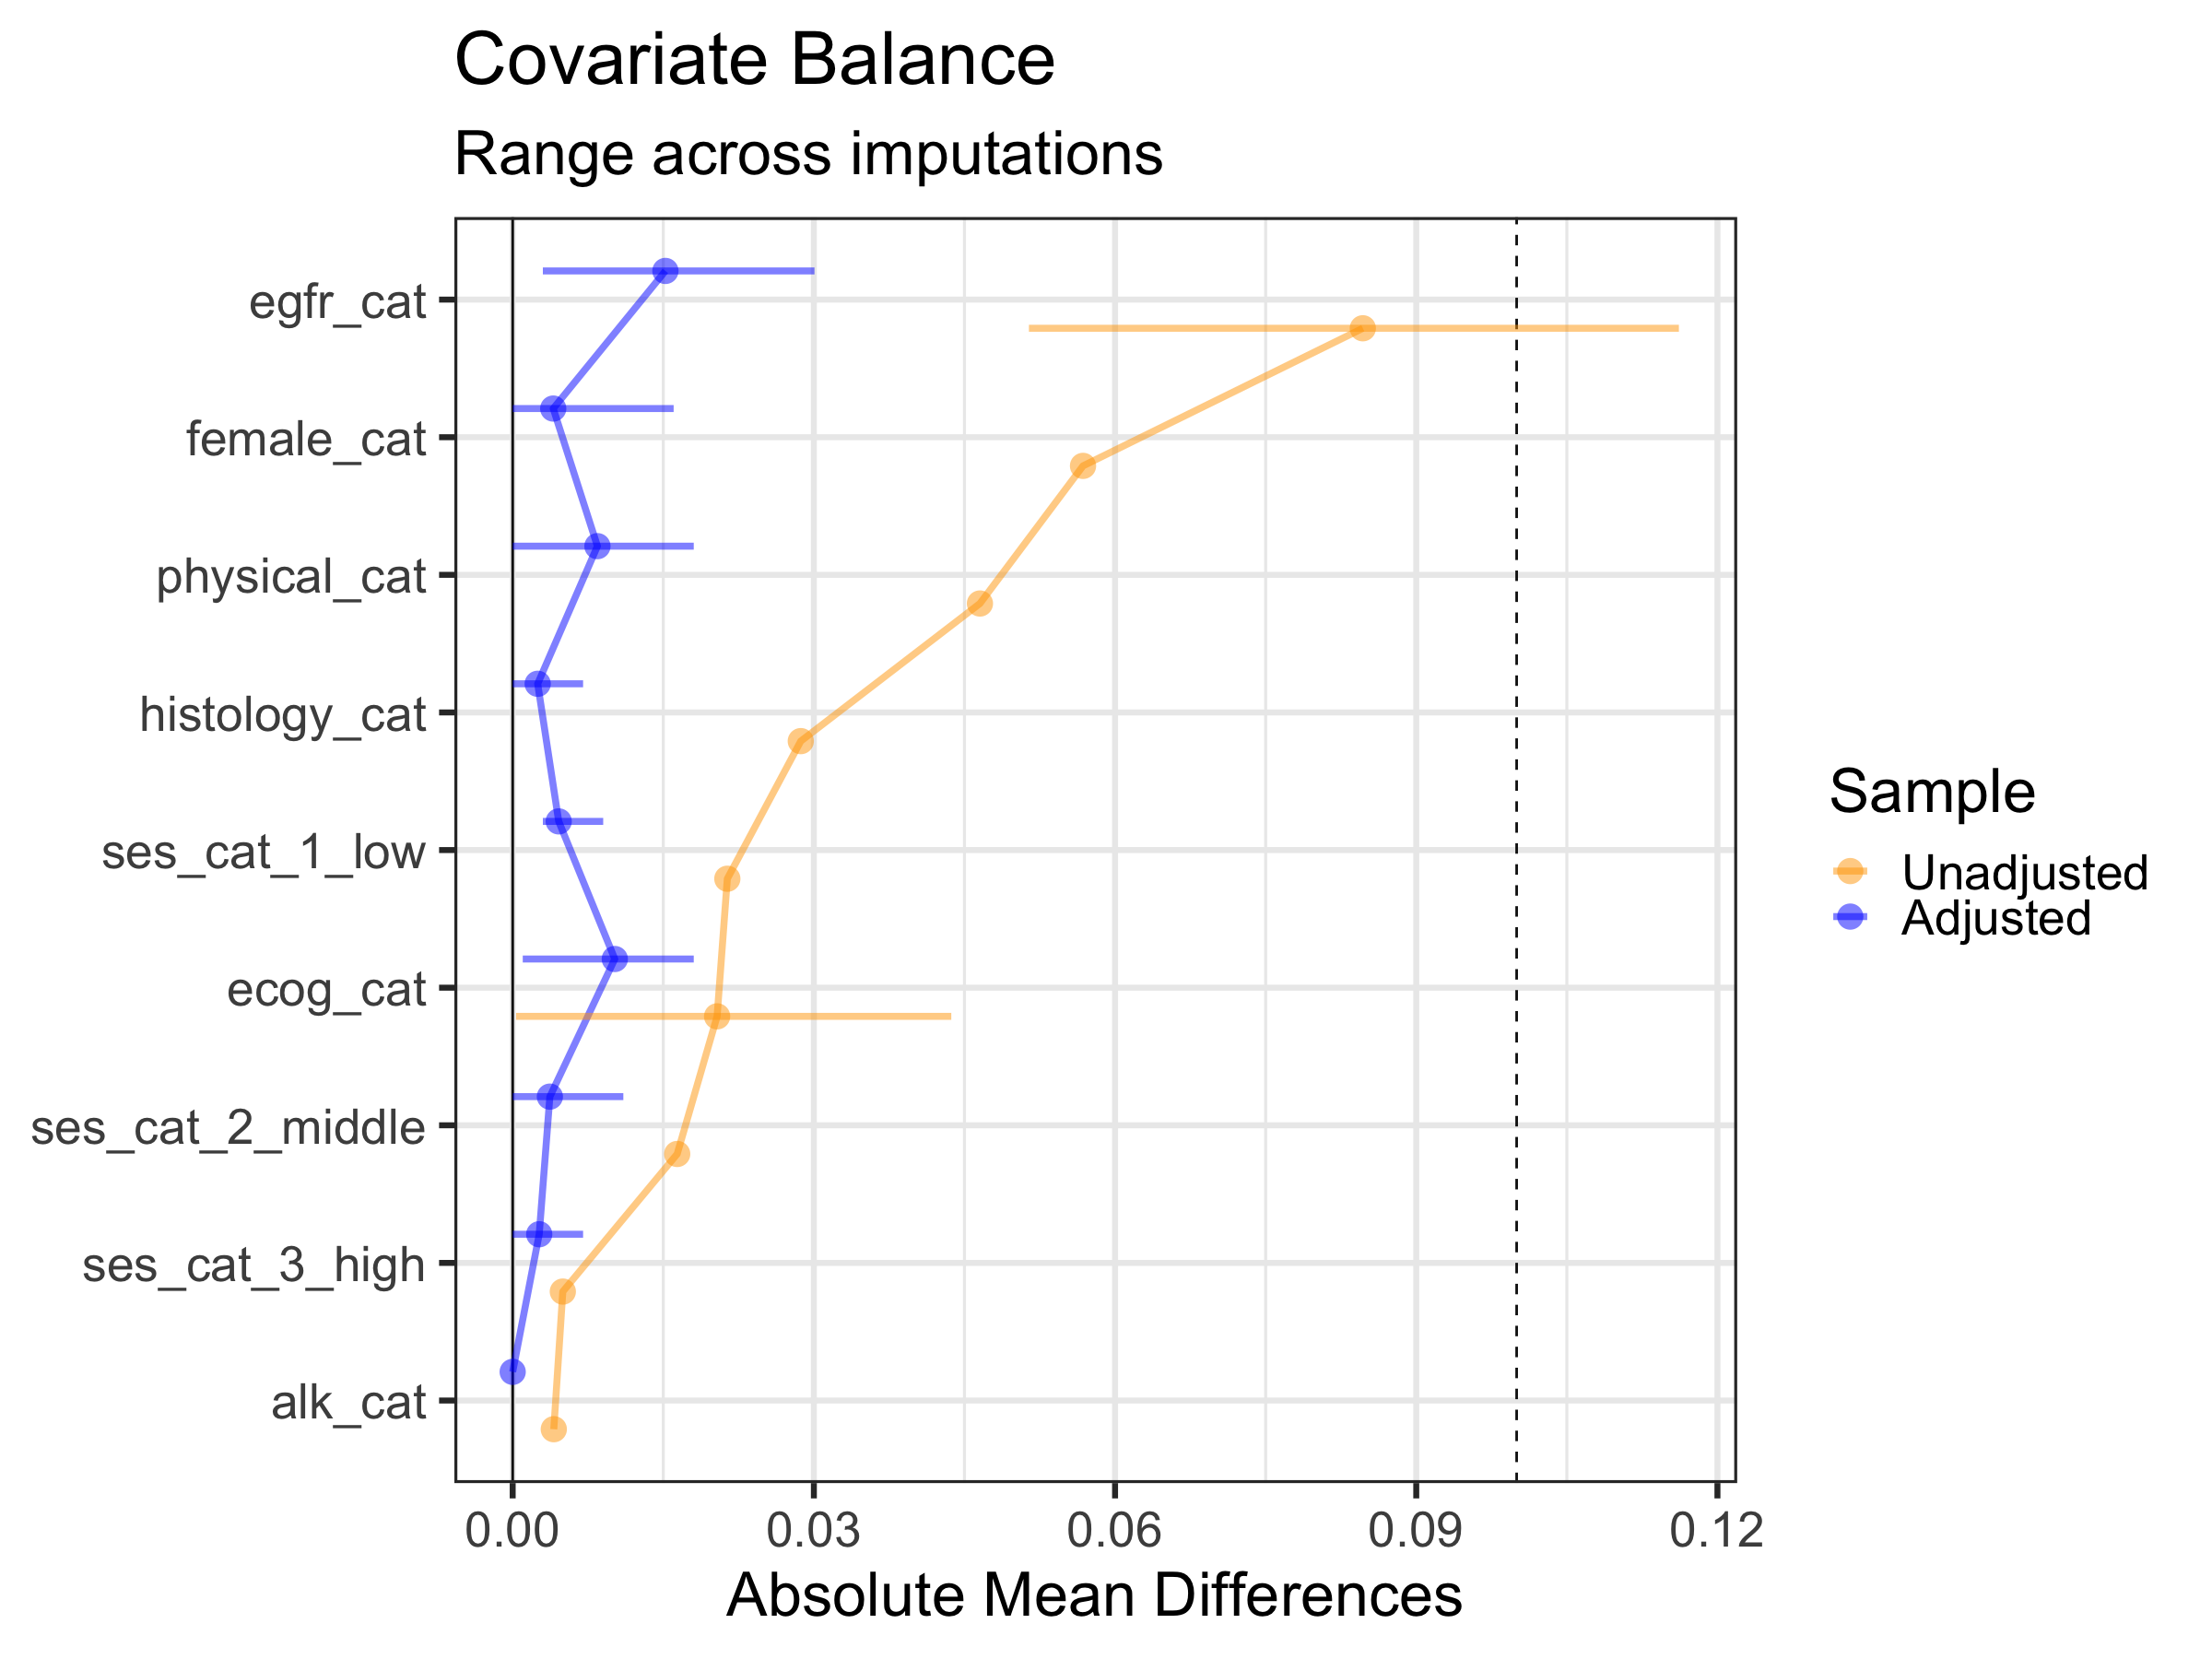 Covariate Balance
Range across imputations
egfr_cat
female_cat
physical_cat
histology_cat
ses_cat_1_low
ecog_cat
ses_cat_2_middle
ses_cat_3_high
alk_cat
0.00 0.03 0.06 0.09 0.12
Absolute Mean Differences
Sample
Unadjusted
Adjusted